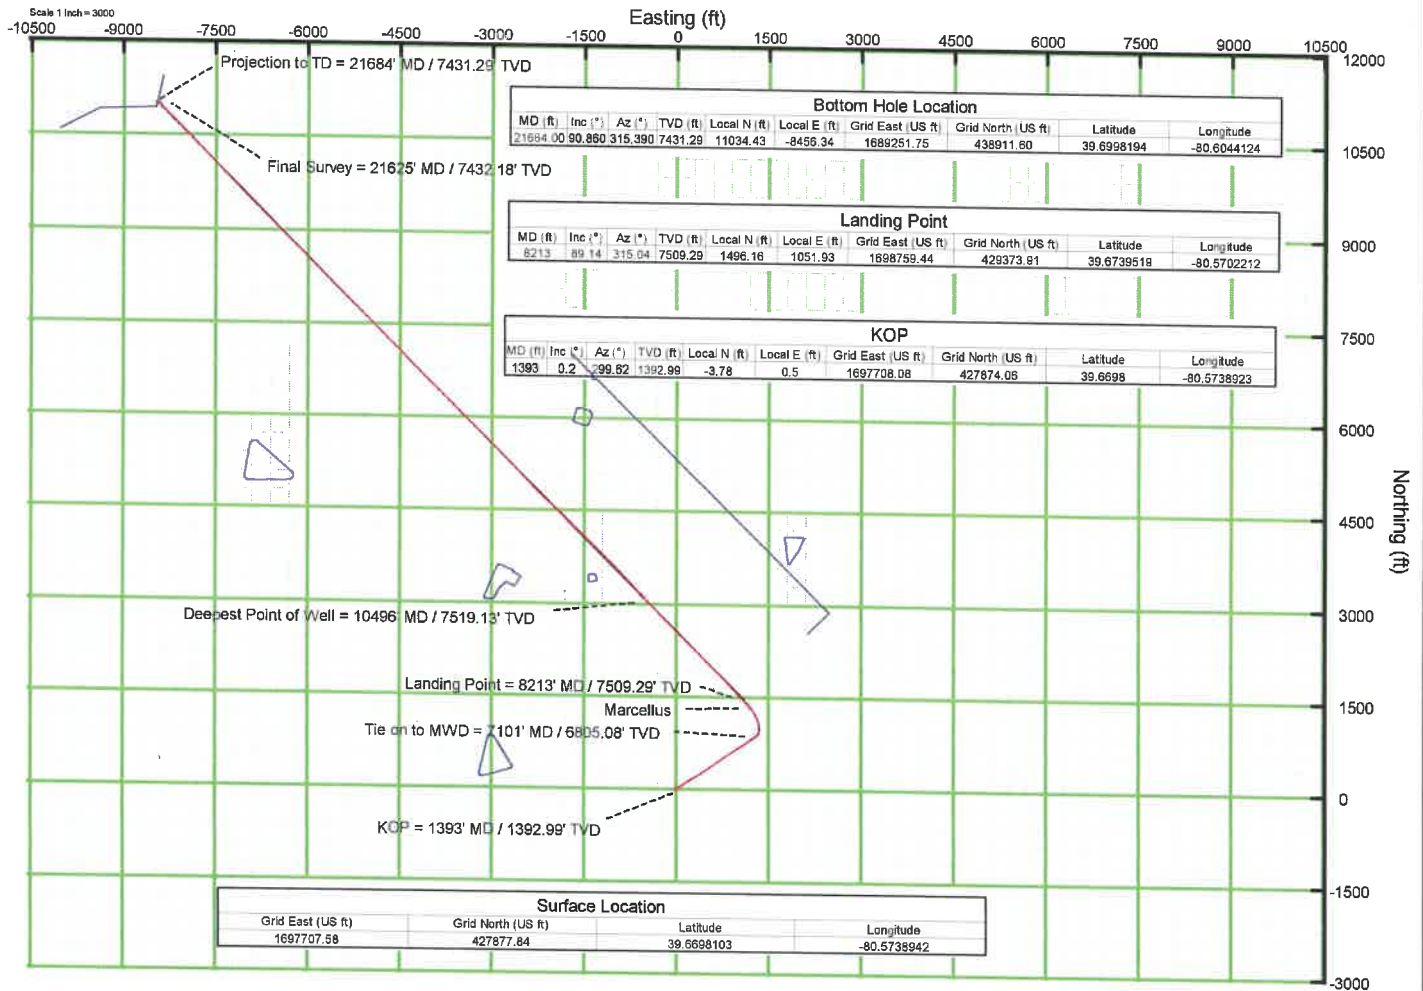 Scale 1 Inch = 3000
Easting (ft)
-10500 -9000 -7500 -6000 -4500 -3000 -1500 0 1500 3000 4500 6000 7500 9000 10500
12000
Projection to TD = 21684' MD / 7431.29' TVD
Bottom Hole Location
MD (ft) Inc (°) Az (°) TVD (ft) Local N (ft) Local E (ft) Grid East (US ft) Grid North (US ft) Latitude Longitude
21684.00 90.860 315.390 7431.29 11034.43 -8456.34 1689251.75 438911.60 39.6998194 -80.6044124
10500
Final Survey = 21625' MD / 7432.18' TVD
Landing Point
MD (ft) Inc (°) Az (°) TVD (ft) Local N (ft) Local E (ft) Grid East (US ft) Grid North (US ft) Latitude Longitude
8213 89.14 315.04 7509.29 1496.16 1051.93 1698759.44 429373.91 39.6739519 -80.5702212
9000
KOP
7500
MD (ft) Inc (°) Az (°) TVD (ft) Local N (ft) Local E (ft) Grid East (US ft) Grid North (US ft) Latitude Longitude
1393 0.2 299.62 1392.99 -3.78 0.5 1697708.08 427874.05 39.6698 -80.5738923
6000
Northing (ft)
4500
3000
Deepest Point of Well = 10496' MD / 7519.13' TVD
Landing Point = 8213' MD / 7509.29' TVD
Marcellus
1500
Tie on to MWD = 7101' MD / 6805.08' TVD
0
KOP = 1393' MD / 1392.99' TVD
-1500
Surface Location
Grid East (US ft) Grid North (US ft) Latitude Longitude
1697707.58 427877.84 39.6698103 -80.5738942
-3000